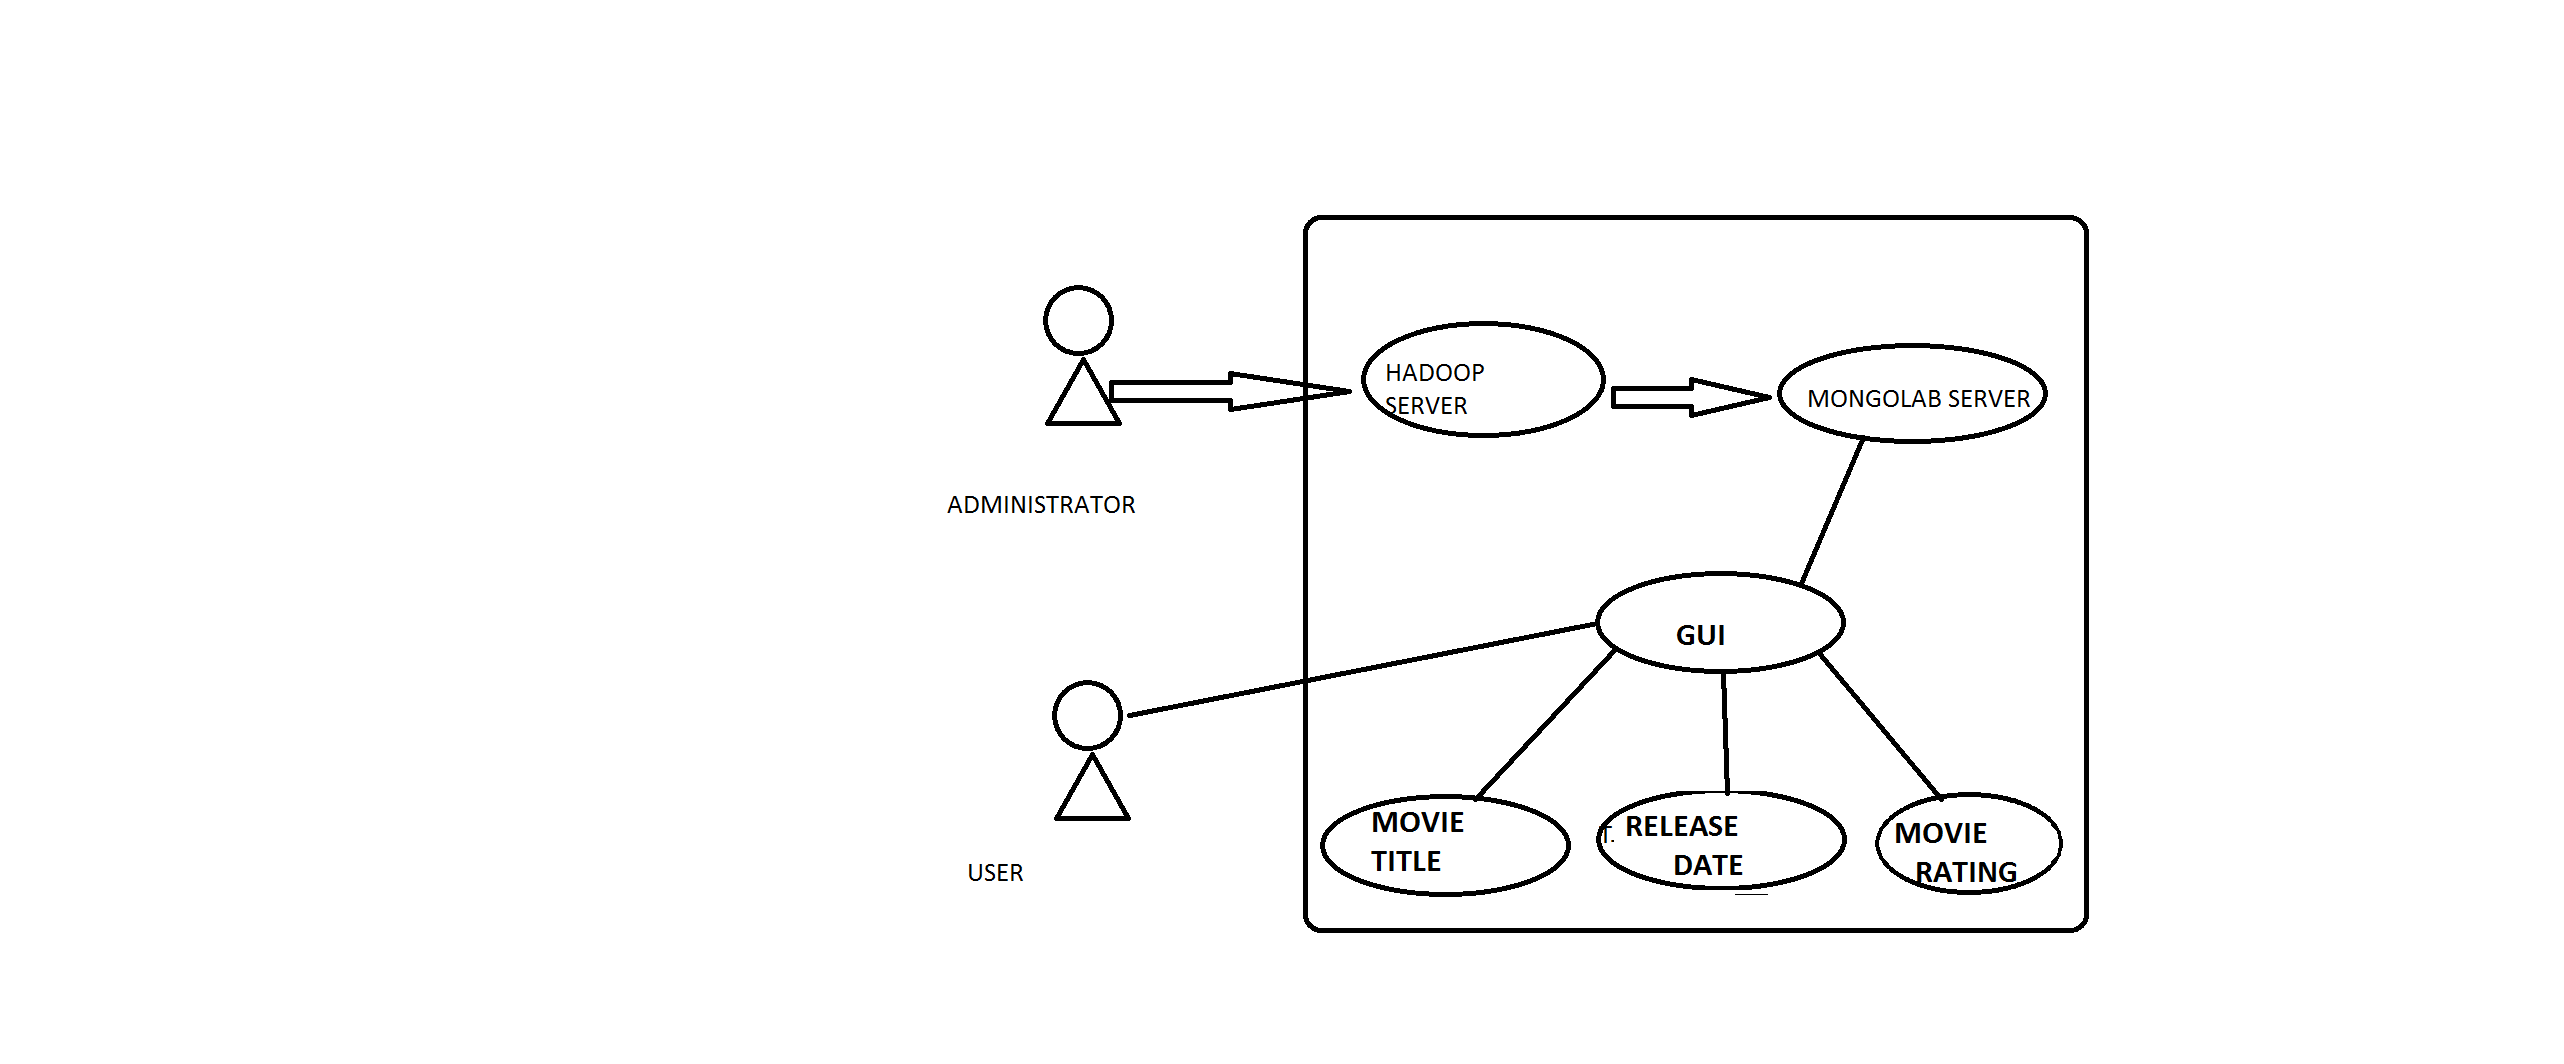 HADOOP
SERVER
MONGOLAB SERVER
ADMINISTRATOR
GUI
MOVIE
TITLE
T. RELEASE
DATE
MOVIE
RATING
USER